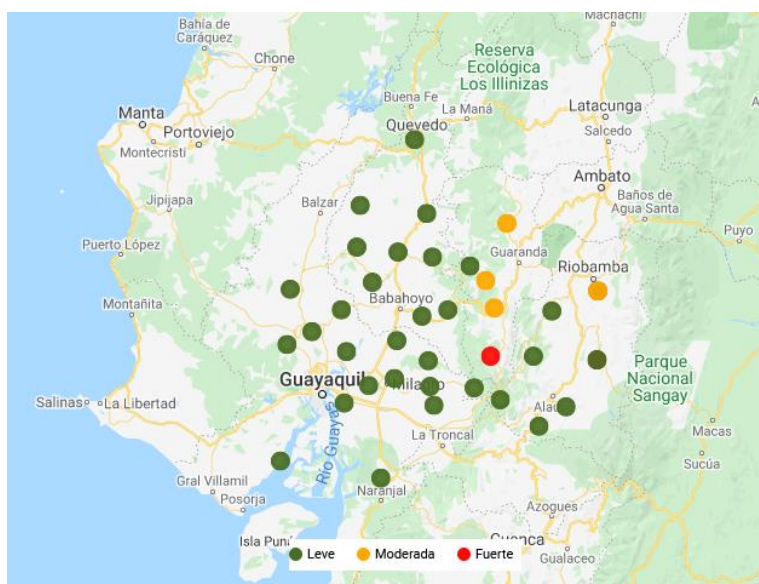 Machachi
Bahía de
Caráquez
Chone
Reserva
Ecológica
Los Illinizas
Buena Fe
La Maná
Latacunga
Manta
Portoviejo
Quevedo
Salcedo
Montecristi
Ambato
Jipijapa
Balzar
Baños de
Agua Santa
Puyo
Puerto López
Guaranda
Riobamba
Montañita
Babahoyo
Parque
Nacional
Sangay
Guayaquil
Milagro
Salinas
La Libertad
Alausí
Macas
Río Guayas
La Troncal
Sucúa
Gral Villamil
Posorja
Naranjal
Azogues
Isla Puná
Cuenca
Gualaceo
Leve
Moderada
Fuerte